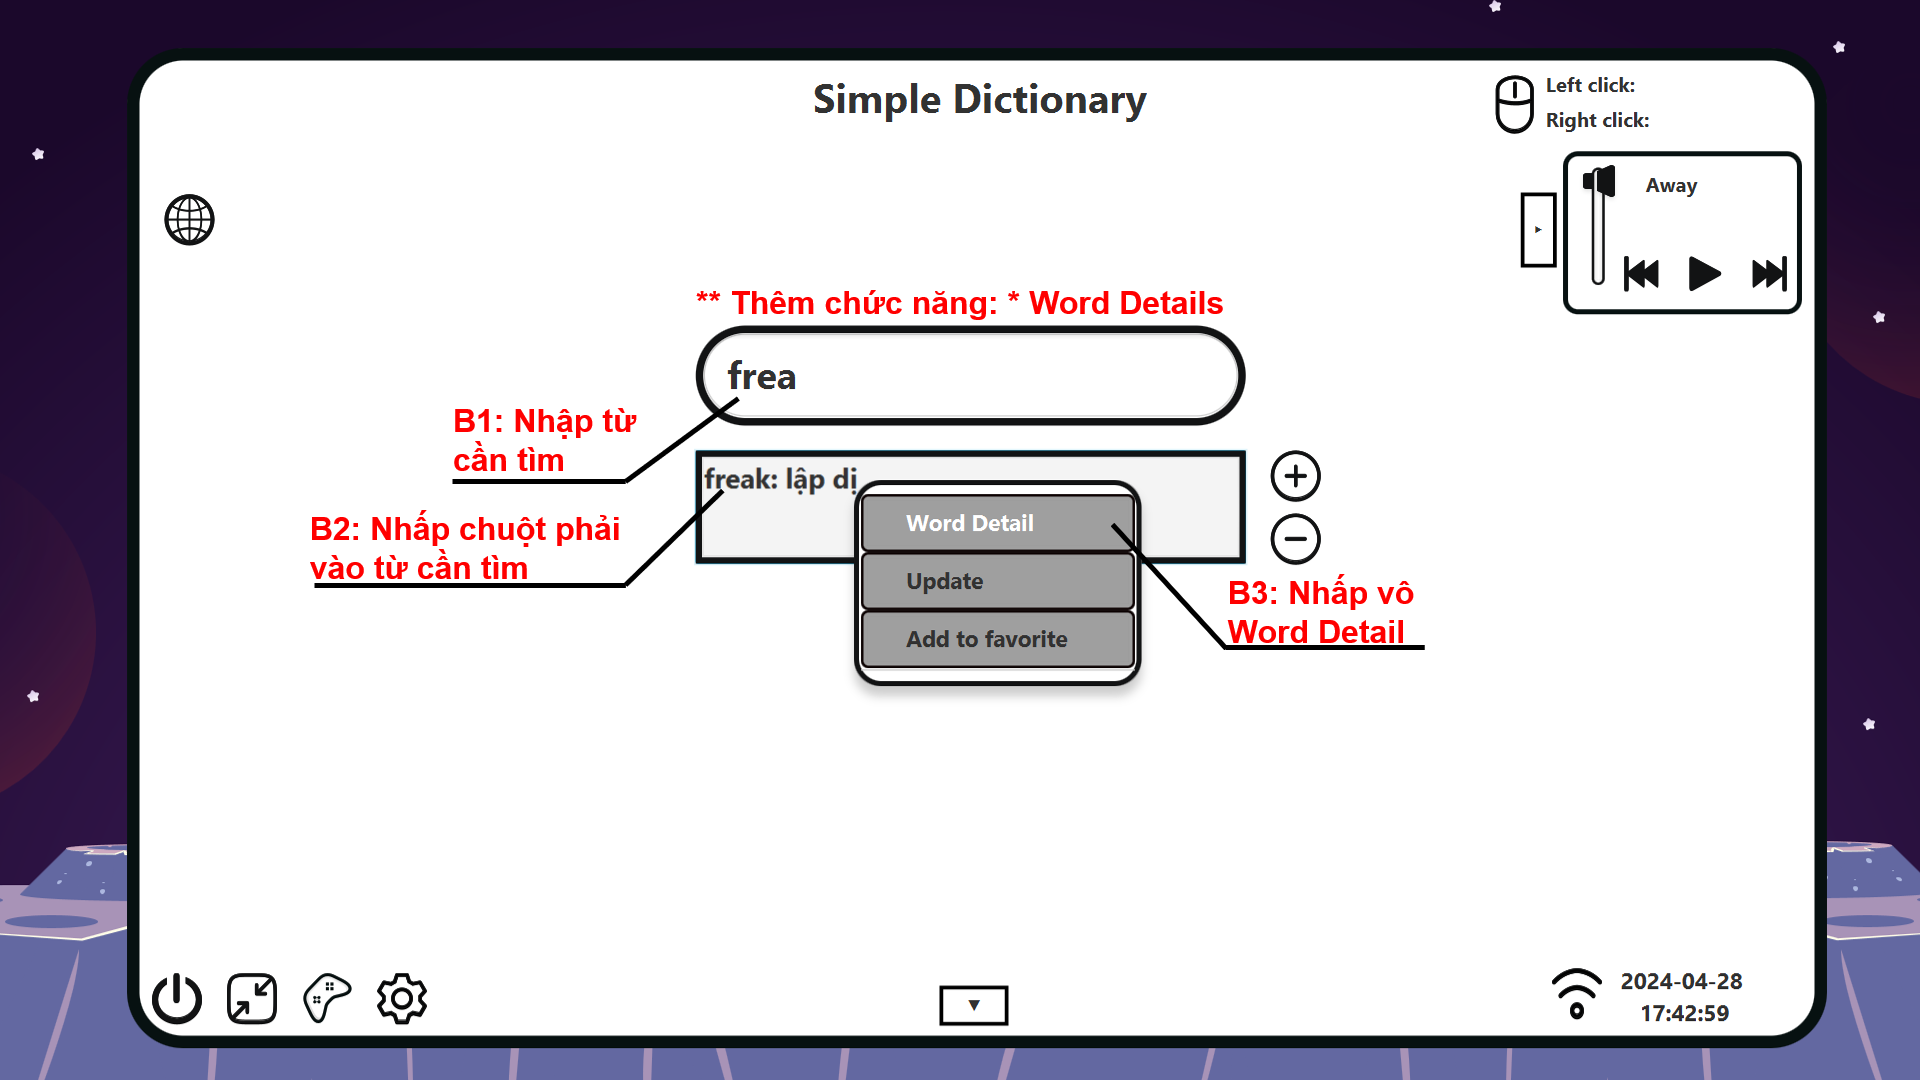 Simple Dictionary
Left click:
Right click:
Away
** Thêm chức năng: * Word Details
frea
B1: Nhập từ
cần tìm
freak: lập dị
B2: Nhấp chuột phải
vào từ cần tìm
Word Detail
Update
Add to favorite
B3: Nhấp vô
Word Detail
2024-04-28
17:42:59